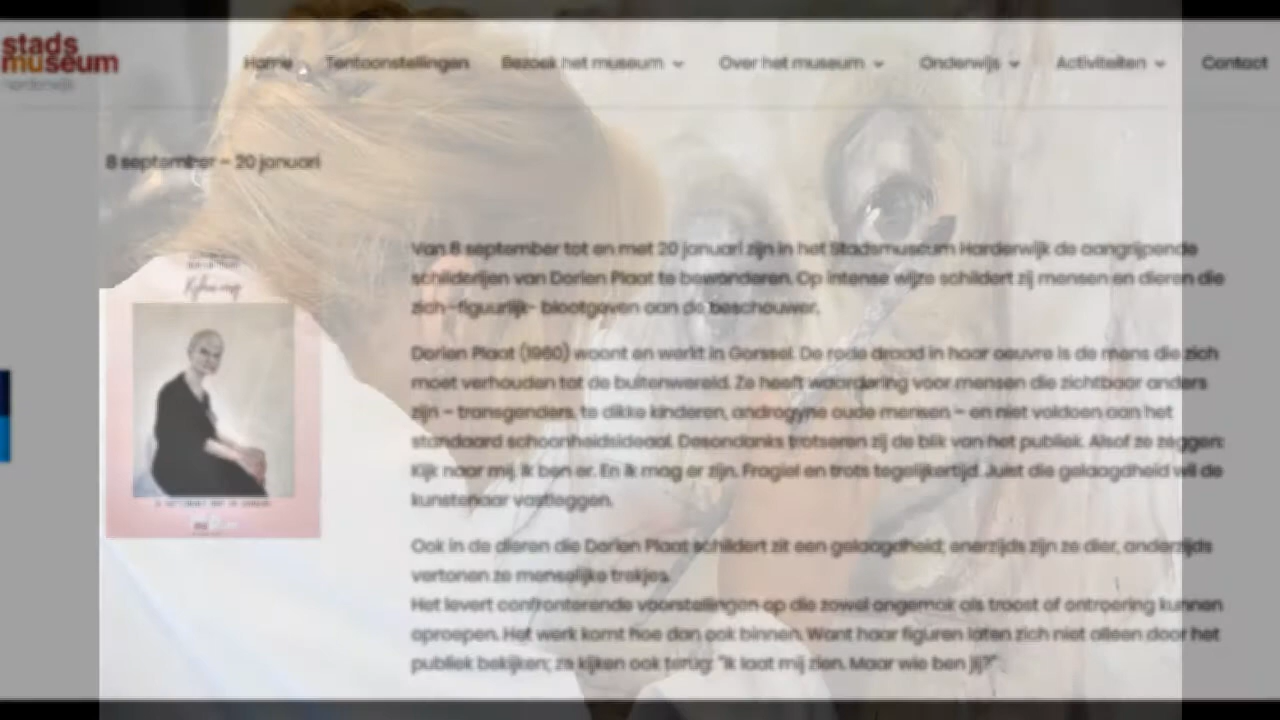 stads
museum
harderwijk
Home Tentoonstellingen Bezoek het museum Over het museum Onderwijs Activiteiten Contact
8 september – 20 januari
Kijk naar mij
Van 8 september tot en met 20 januari zijn in het Stadsmuseum Harderwijk de aangrijpende
schilderijen van Dorien Plaat te bewonderen. Op intense wijze schildert zij mensen en dieren die
zich -figuurlijk- blootgeven aan de beschouwer.
Dorien Plaat (1960) woont en werkt in Gorssel. De rode draad in haar oeuvre is de mens die zich
moet verhouden tot de buitenwereld. Ze heeft waardering voor mensen die zichtbaar anders
zijn – transgenders, te dikke kinderen, androgyne oude mensen – en niet voldoen aan het
standaard schoonheidsideaal. Desondanks trotseren zij de blik van het publiek. Alsof ze zeggen:
Kijk naar mij. Ik ben er. En ik mag er zijn. Fragiel en trots tegelijkertijd. Juist die gelaagdheid wil de
kunstenaar vastleggen.
Ook in de dieren die Dorien Plaat schildert zit een gelaagdheid; enerzijds zijn ze dier, anderzijds
vertonen ze menselijke trekjes.
Het levert confronterende voorstellingen op die zowel ongemak als troost of ontroering kunnen
oproepen. Het werk komt hoe dan ook binnen. Want haar figuren laten zich niet alleen door het
publiek bekijken; ze kijken ook terug: "Ik laat mij zien. Maar wie ben jij?".